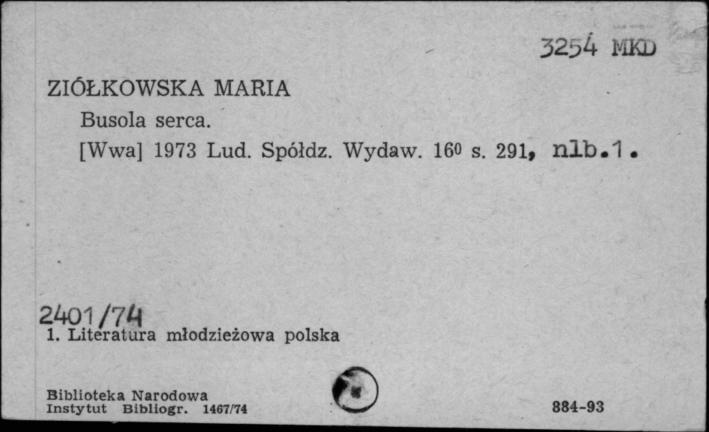 3254 MKD
ZIÓŁKOWSKA MARIA
Busola serca.
[Wwa] 1973 Lud. Spółdz. Wydaw. 16⁰ s. 291, nlb.1.
2401/74
1. Literatura młodzieżowa polska
Biblioteka Narodowa
Instytut Bibliogr. 1467/74
884-93